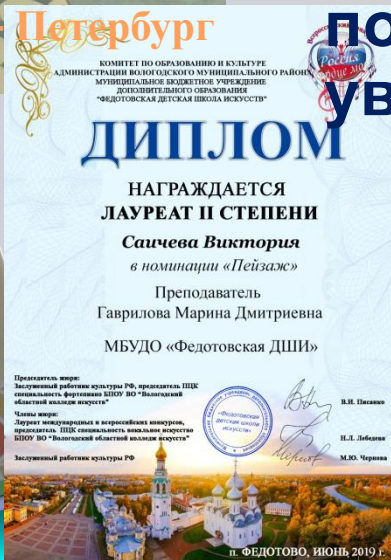 Петербург
КОМИТЕТ ПО ОБРАЗОВАНИЮ И КУЛЬТУРЕ
АДМИНИСТРАЦИИ ВОЛОГОДСКОГО МУНИЦИПАЛЬНОГО РАЙОНА
МУНИЦИПАЛЬНОЕ БЮДЖЕТНОЕ УЧРЕЖДЕНИЕ
ДОПОЛНИТЕЛЬНОГО ОБРАЗОВАНИЯ
"ФЕДОТОВСКАЯ ДЕТСКАЯ ШКОЛА ИСКУССТВ"
Россия
по
ув
ДИПЛОМ
НАГРАЖДАЕТСЯ
ЛАУРЕАТ II СТЕПЕНИ
Саичева Виктория
в номинации «Пейзаж»
Преподаватель
Гаврилова Марина Дмитриевна
МБУДО «Федотовская ДШИ»
Председатель жюри:
Заслуженный работник культуры РФ, председатель ПЦК
специальность фортепиано БПОУ ВО "Вологодский
областной колледж искусств"
В.И. Писанко
Члены жюри:
Лауреат международных и всероссийских конкурсов,
председатель ПЦК специальность вокальное искусство
БПОУ ВО "Вологодский областной колледж искусств"
Н.Л. Лебедева
Заслуженный работник культуры РФ
М.Ю. Чернова
«Федотовская
детская школа
искусств»
п. ФЕДОТОВО, ИЮНЬ 2019 г.